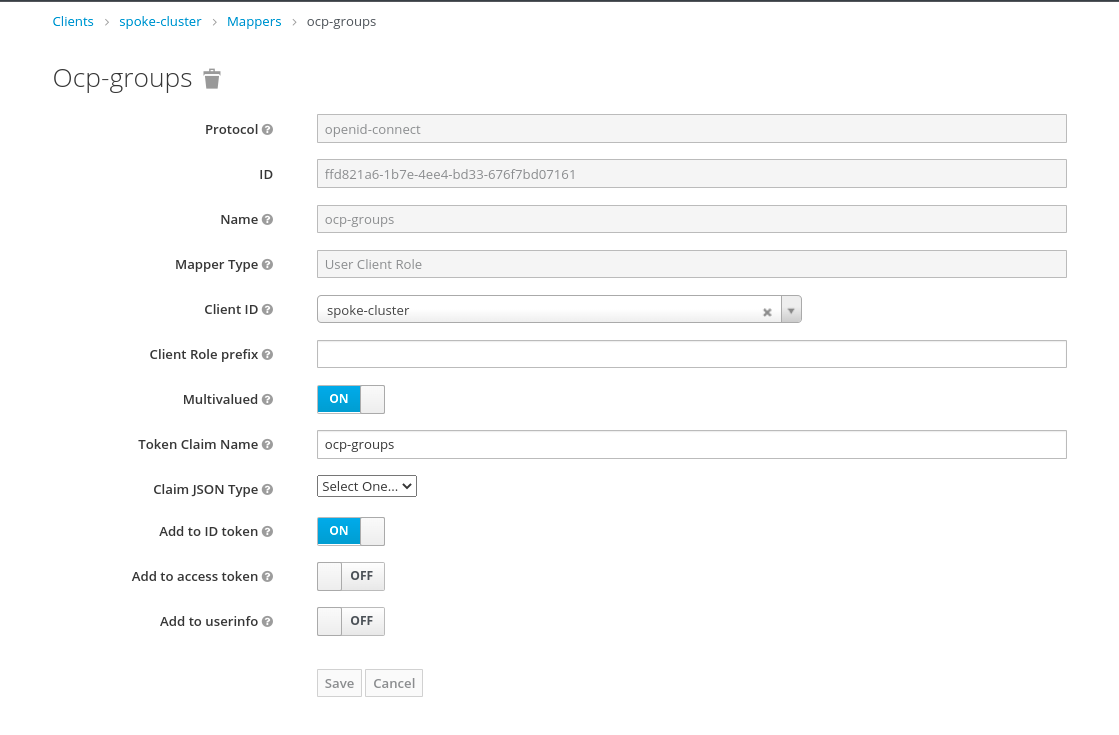 Clients > spoke-cluster > Mappers > ocp-groups
Ocp-groups
Protocol openid-connect
ID ffd821a6-1b7e-4ee4-bd33-676f7bd07161
Name ocp-groups
Mapper Type User Client Role
Client ID spoke-cluster
Client Role prefix
Multivalued ON
Token Claim Name ocp-groups
Claim JSON Type Select One...
Add to ID token ON
Add to access token OFF
Add to userinfo OFF
Save Cancel